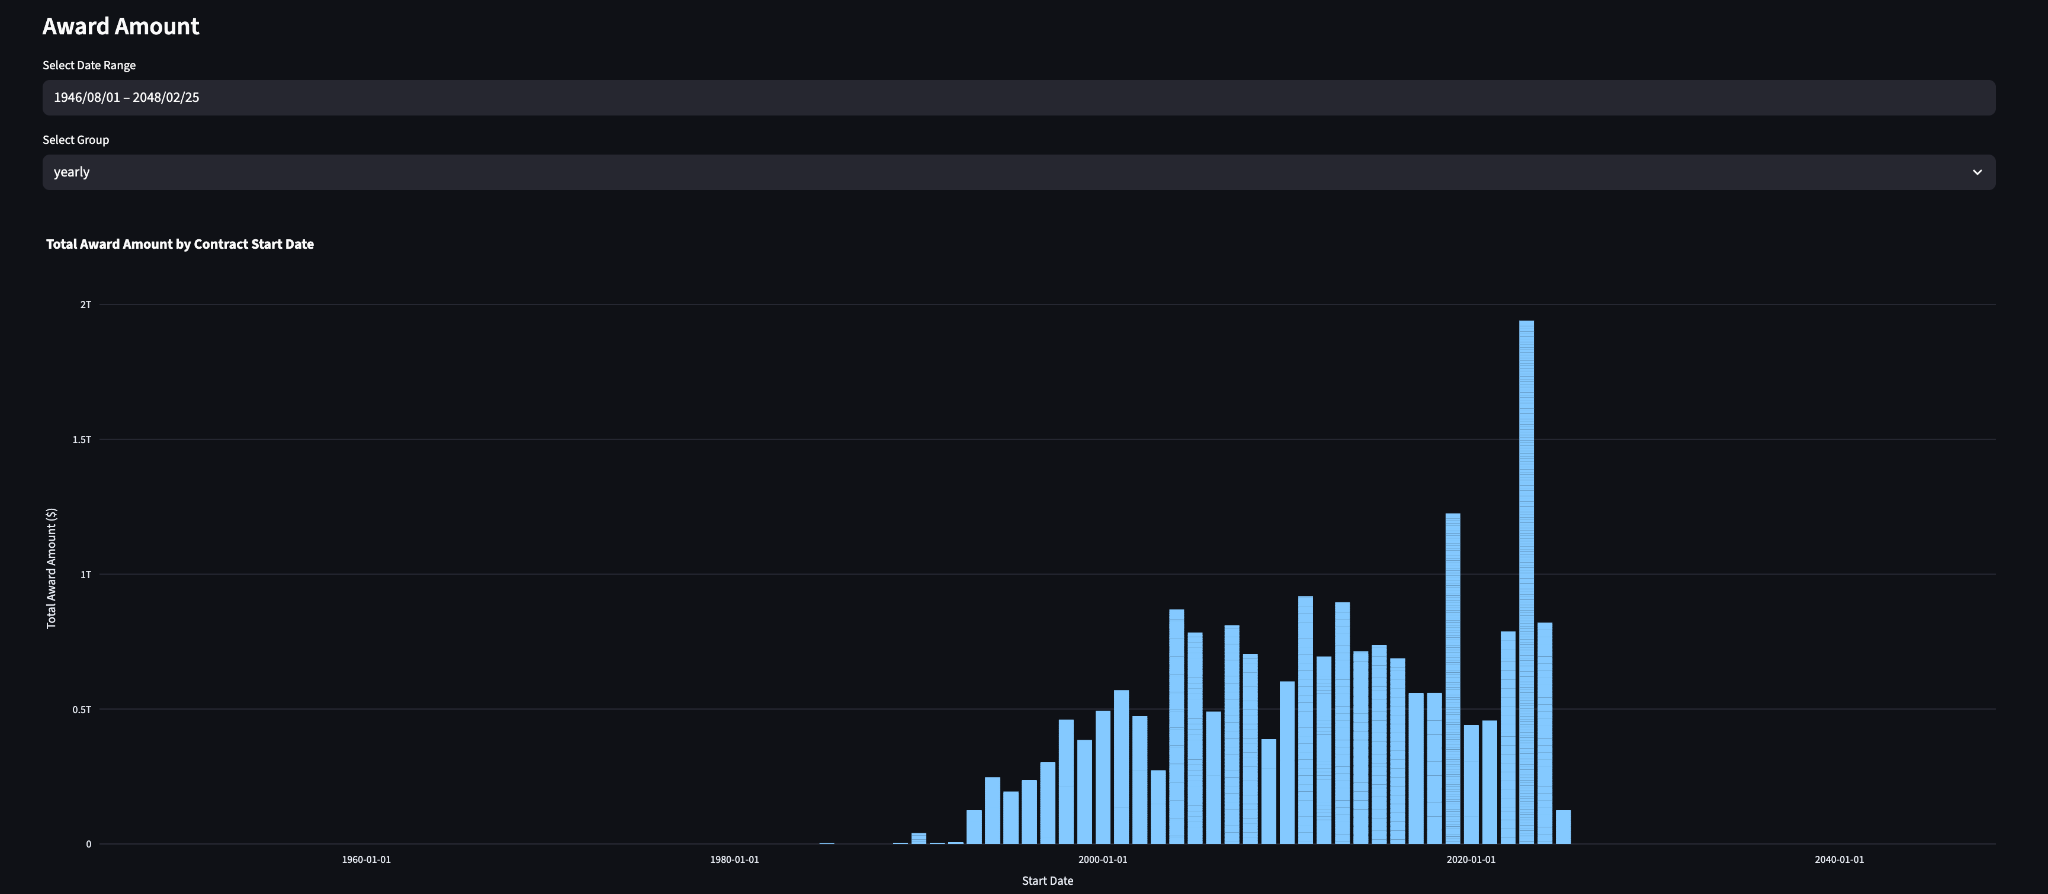 Award Amount
Select Date Range
1946/08/01 – 2048/02/25
Select Group
yearly
Total Award Amount by Contract Start Date
2T
1.5T
1T
0.5T
0
Total Award Amount ($)
1960-01-01
1980-01-01
2000-01-01
2020-01-01
2040-01-01
Start Date